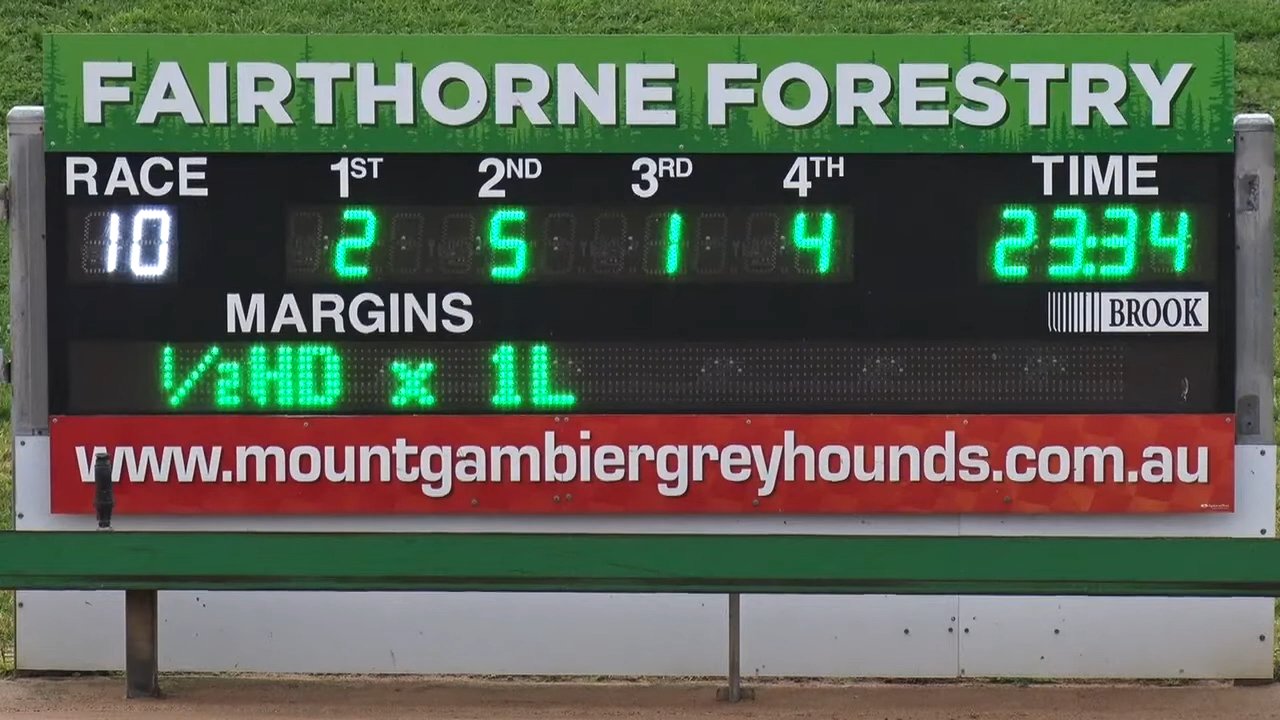 FAIRTHORNE FORESTRY
RACE 1ST 2ND 3RD 4TH TIME
10 2 5 1 4 23:34
MARGINS
BROOK
½HD x 1L
www.mountgambiergreyhounds.com.au